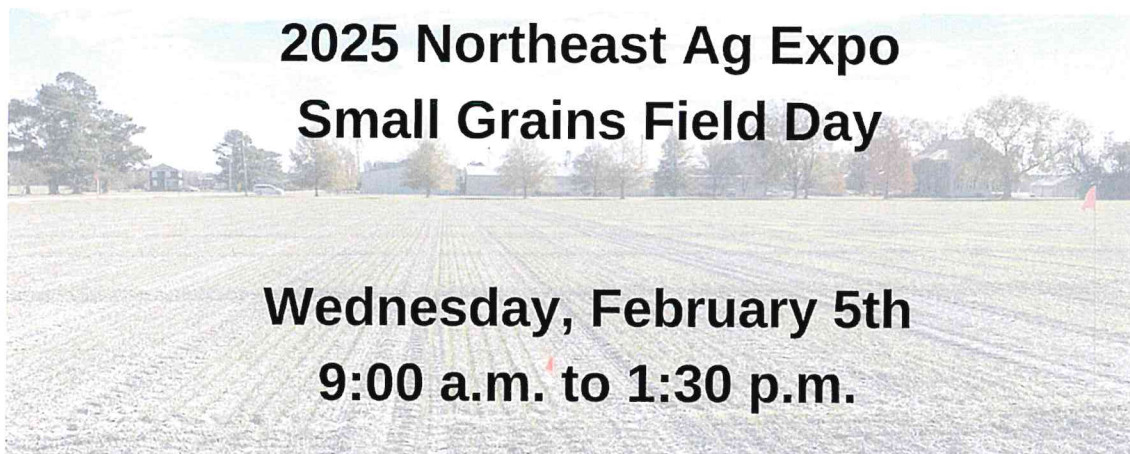 2025 Northeast Ag Expo
Small Grains Field Day
Wednesday, February 5th
9:00 a.m. to 1:30 p.m.